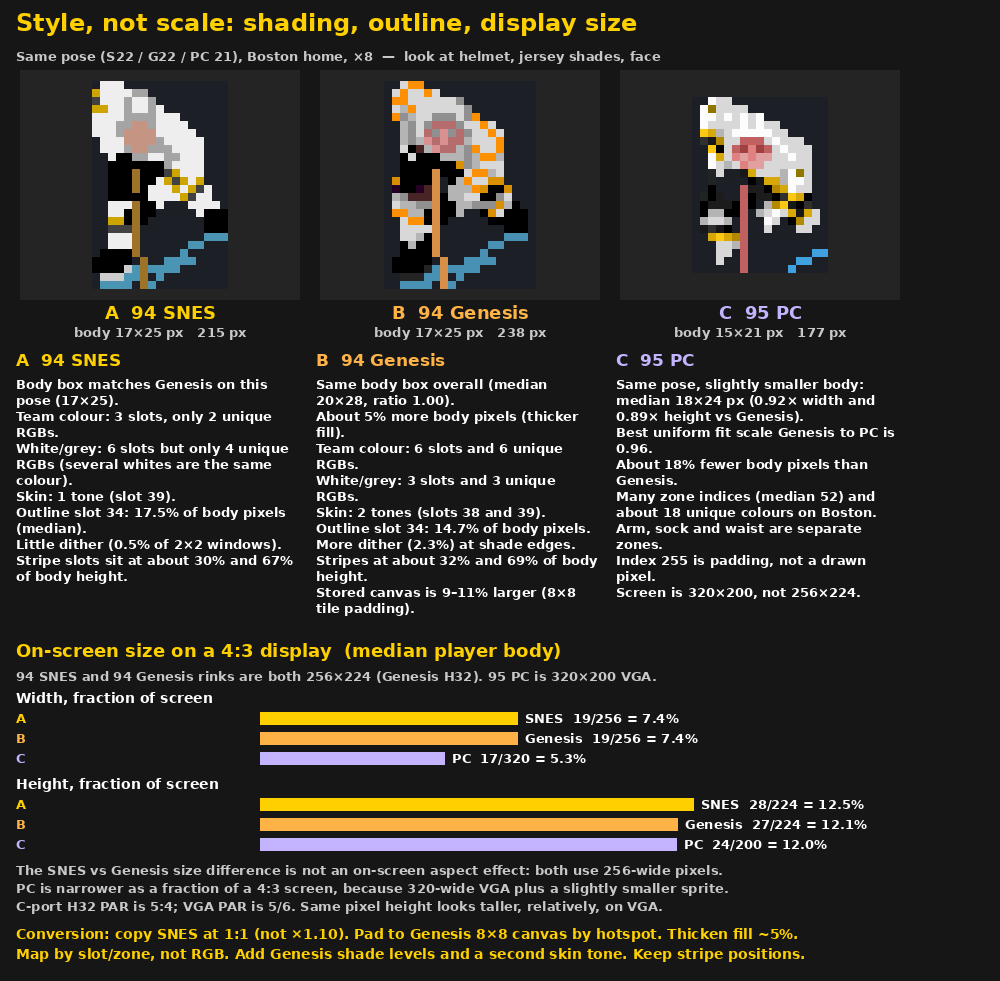 Style, not scale: shading, outline, display size
Same pose (S22 / G22 / PC 21), Boston home, ×8 — look at helmet, jersey shades, face
A 94 SNES
body 17×25 px 215 px
B 94 Genesis
body 17×25 px 238 px
C 95 PC
body 15×21 px 177 px
A 94 SNES
Body box matches Genesis on this
pose (17×25).
Team colour: 3 slots, only 2 unique
RGBs.
White/grey: 6 slots but only 4 unique
RGBs (several whites are the same
colour).
Skin: 1 tone (slot 39).
Outline slot 34: 17.5% of body pixels
(median).
Little dither (0.5% of 2×2 windows).
Stripe slots sit at about 30% and 67%
of body height.
B 94 Genesis
Same body box overall (median
20×28, ratio 1.00).
About 5% more body pixels (thicker
fill).
Team colour: 6 slots and 6 unique
RGBs.
White/grey: 3 slots and 3 unique
RGBs.
Skin: 2 tones (slots 38 and 39).
Outline slot 34: 14.7% of body pixels.
More dither (2.3%) at shade edges.
Stripes at about 32% and 69% of body
height.
Stored canvas is 9–11% larger (8×8
tile padding).
C 95 PC
Same pose, slightly smaller body:
median 18×24 px (0.92× width and
0.89× height vs Genesis).
Best uniform fit scale Genesis to PC is
0.96.
About 18% fewer body pixels than
Genesis.
Many zone indices (median 52) and
about 18 unique colours on Boston.
Arm, sock and waist are separate
zones.
Index 255 is padding, not a drawn
pixel.
Screen is 320×200, not 256×224.
On-screen size on a 4:3 display (median player body)
94 SNES and 94 Genesis rinks are both 256×224 (Genesis H32). 95 PC is 320×200 VGA.
Width, fraction of screen
A SNES 19/256 = 7.4%
B Genesis 19/256 = 7.4%
C PC 17/320 = 5.3%
Height, fraction of screen
A SNES 28/224 = 12.5%
B Genesis 27/224 = 12.1%
C PC 24/200 = 12.0%
The SNES vs Genesis size difference is not an on-screen aspect effect: both use 256-wide pixels.
PC is narrower as a fraction of a 4:3 screen, because 320-wide VGA plus a slightly smaller sprite.
C-port H32 PAR is 5:4; VGA PAR is 5/6. Same pixel height looks taller, relatively, on VGA.
Conversion: copy SNES at 1:1 (not ×1.10). Pad to Genesis 8×8 canvas by hotspot. Thicken fill ~5%.
Map by slot/zone, not RGB. Add Genesis shade levels and a second skin tone. Keep stripe positions.